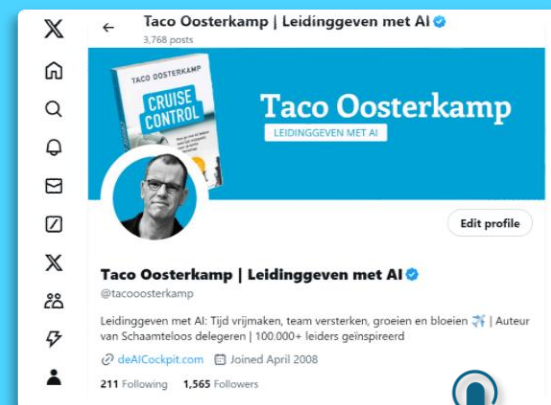 Taco Oosterkamp | Leidinggeven met AI
3,768 posts
TACO OOSTERKAMP
CRUISE
CONTROL
Taco Oosterkamp
LEIDINGGEVEN MET AI
Edit profile
Taco Oosterkamp | Leidinggeven met AI
@tacooosterkamp
Leidinggeven met AI: Tijd vrijmaken, team versterken, groeien en bloeien ✈️ | Auteur
van Schaamteloos delegeren | 100.000+ leiders geïnspireerd
deAICockpit.com Joined April 2008
211 Following 1,565 Followers